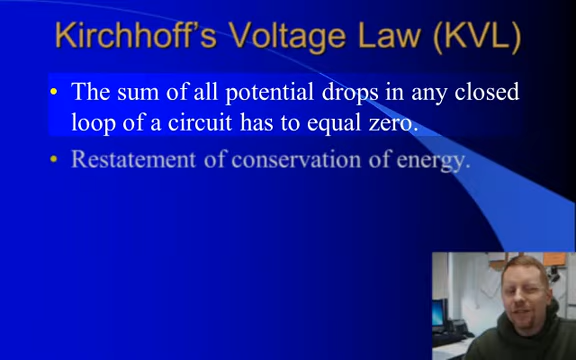 Kirchhoff's Voltage Law (KVL)
• The sum of all potential drops in any closed
loop of a circuit has to equal zero.
• Restatement of conservation of energy.